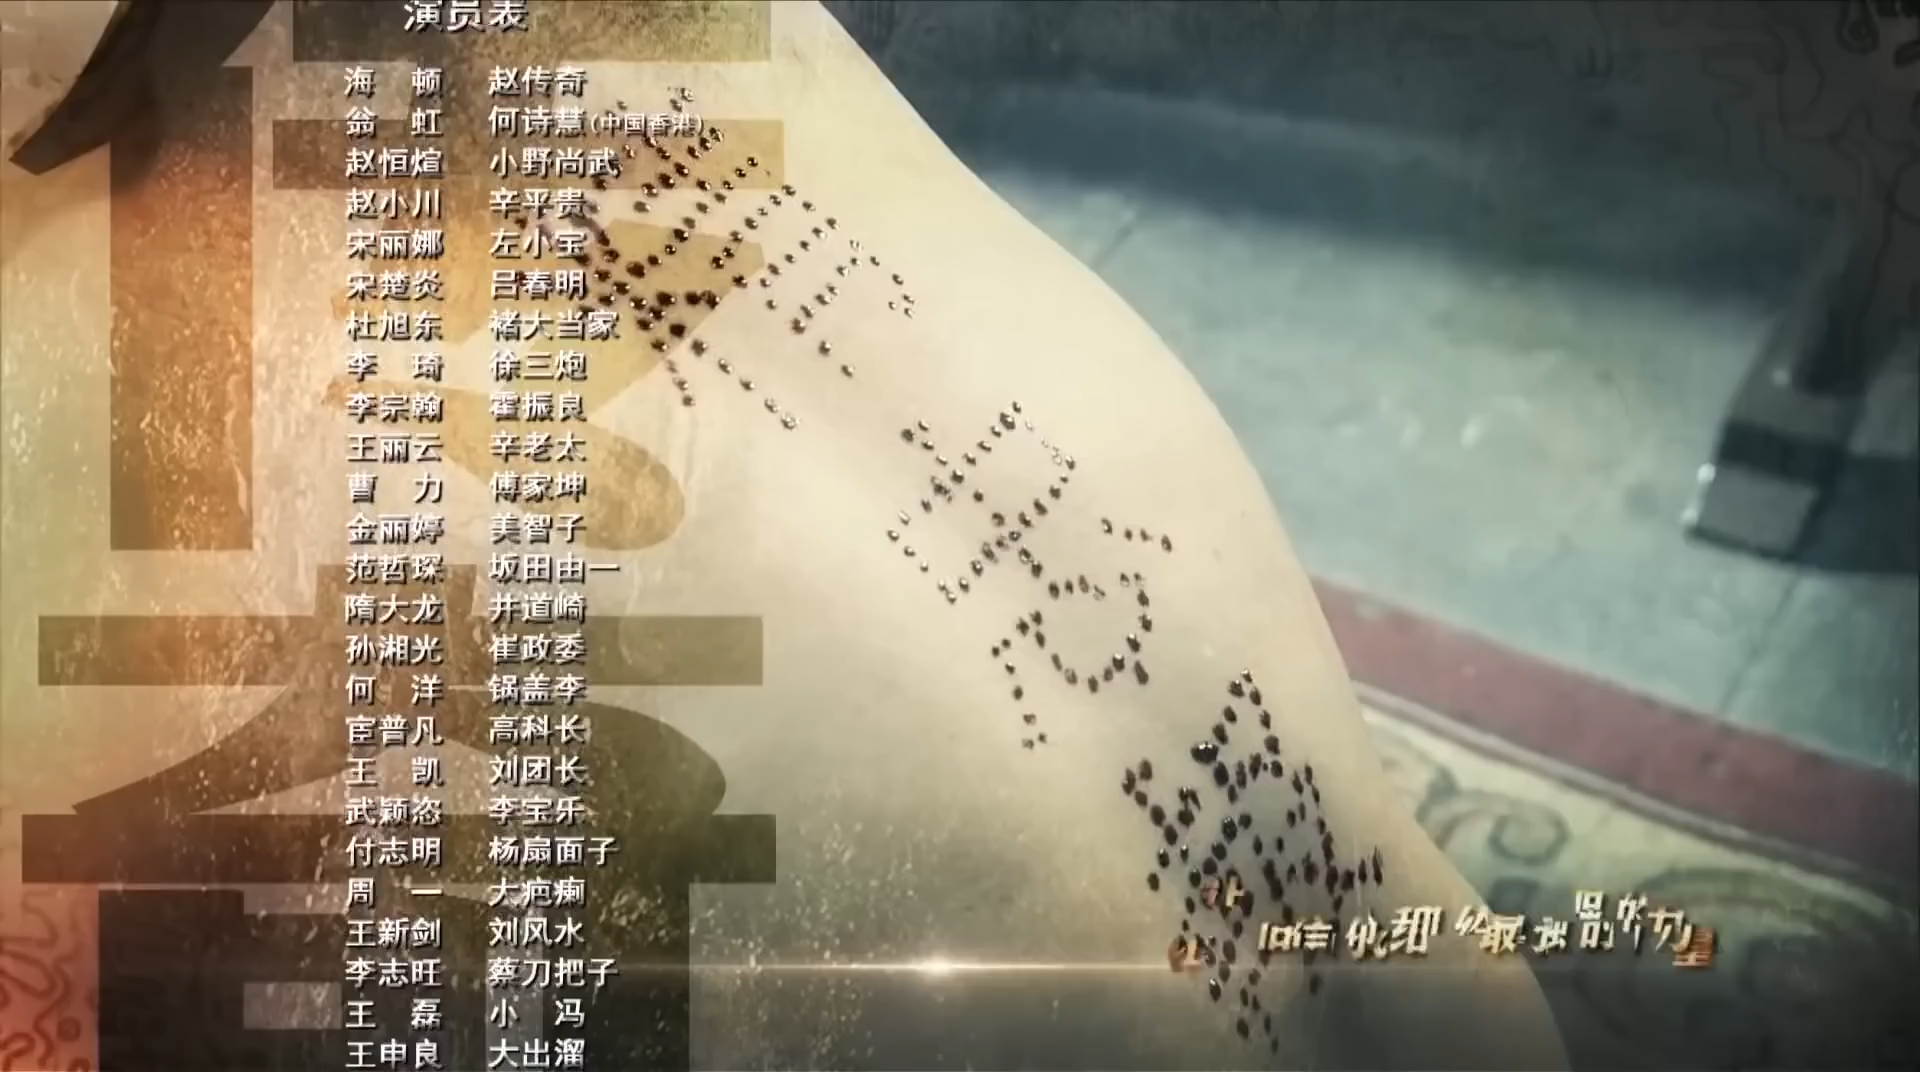 演员表
海 顿 赵传奇
翁 虹 何诗慧(中国香港)
赵恒煊 小野尚武
赵小川 辛平贵
宋丽娜 左小宝
宋楚炎 吕春明
杜旭东 褚大当家
李 琦 徐三炮
李宗翰 霍振良
王丽云 辛老太
曹 力 傅家坤
金丽婷 美智子
范哲琛 坂田由一
隋大龙 井道崎
孙湘光 崔政委
何 洋 锅盖李
宦普凡 高科长
王 凯 刘团长
武颖恣 李宝乐
付志明 杨扇面子
周 一 大疤瘌
王新剑 刘风水
李志旺 蔡刀把子
王 磊 小 冯
王申良 大出溜
传奇